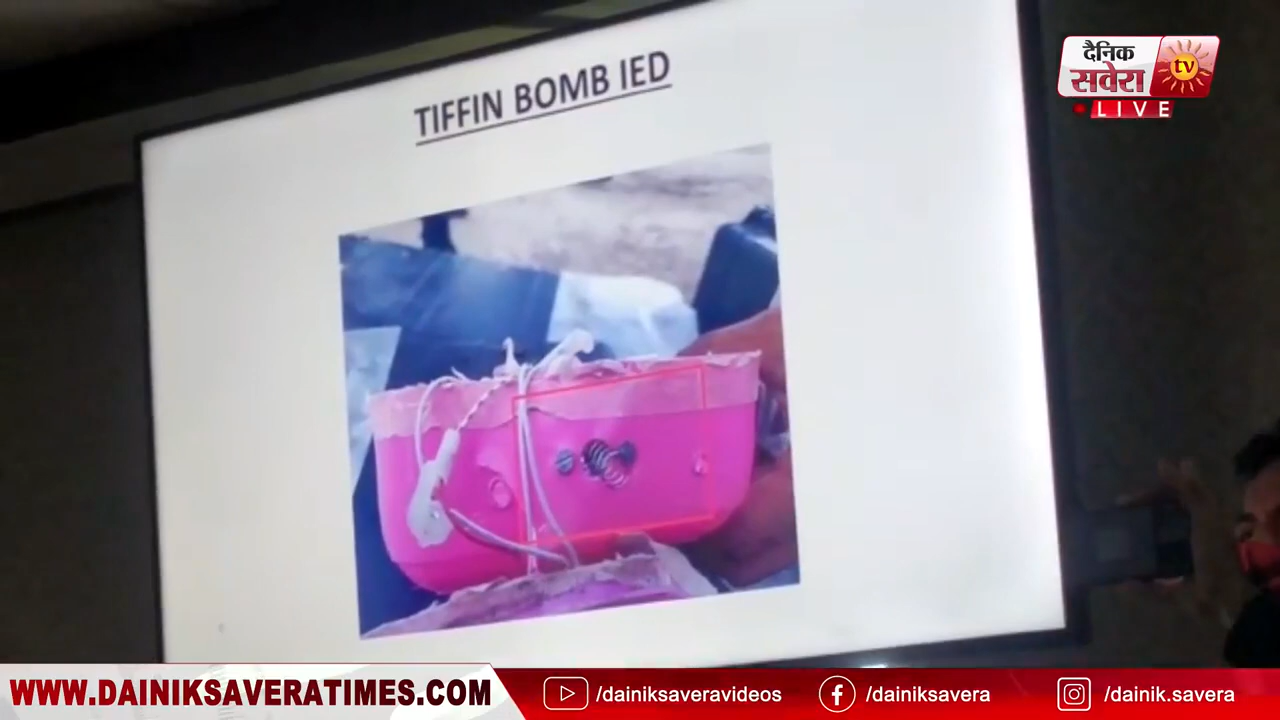 TIFFIN BOMB IED
दैनिक
सवेरा
tv
LIVE
WWW.DAINIKSAVERATIMES.COM
/dainiksaveravideos
/dainiksavera
/dainik.savera